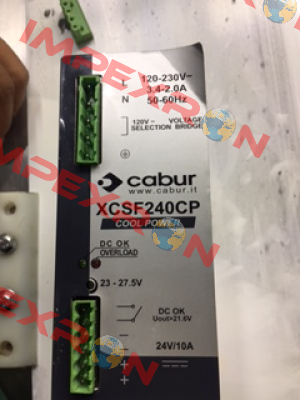 L 120-230V~
3.4-2.0A
N 50-60Hz
120V~ VOLTAGE
SELECTION BRIDGE
cabur
www.cabur.it
XCSF240CP
COOL POWER
DC OK
OVERLOAD
23 - 27.5V
DC OK
Uout>21.6V
24V/10A
IMPEXRON